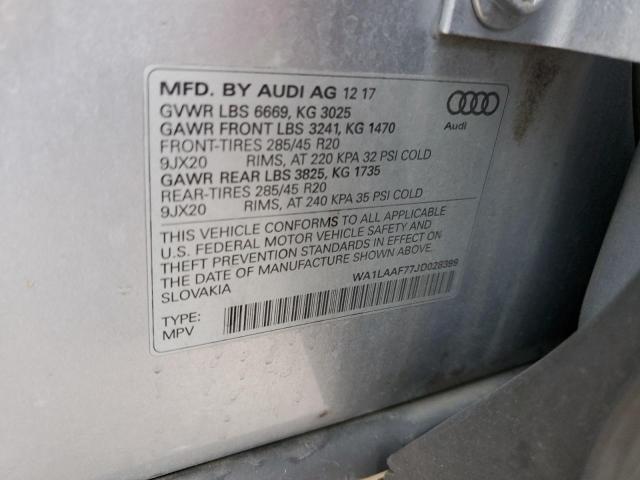 MFD. BY AUDI AG 12 17
GVWR LBS 6669, KG 3025
GAWR FRONT LBS 3241, KG 1470
FRONT-TIRES 285/45 R20
9JX20 RIMS, AT 220 KPA 32 PSI COLD
GAWR REAR LBS 3825, KG 1735
REAR-TIRES 285/45 R20
9JX20 RIMS, AT 240 KPA 35 PSI COLD
Audi
THIS VEHICLE CONFORMS TO ALL APPLICABLE
U.S. FEDERAL MOTOR VEHICLE SAFETY AND
THEFT PREVENTION STANDARDS IN EFFECT ON
THE DATE OF MANUFACTURE SHOWN ABOVE.
SLOVAKIA
WA1LAAF77JD028399
TYPE:
MPV